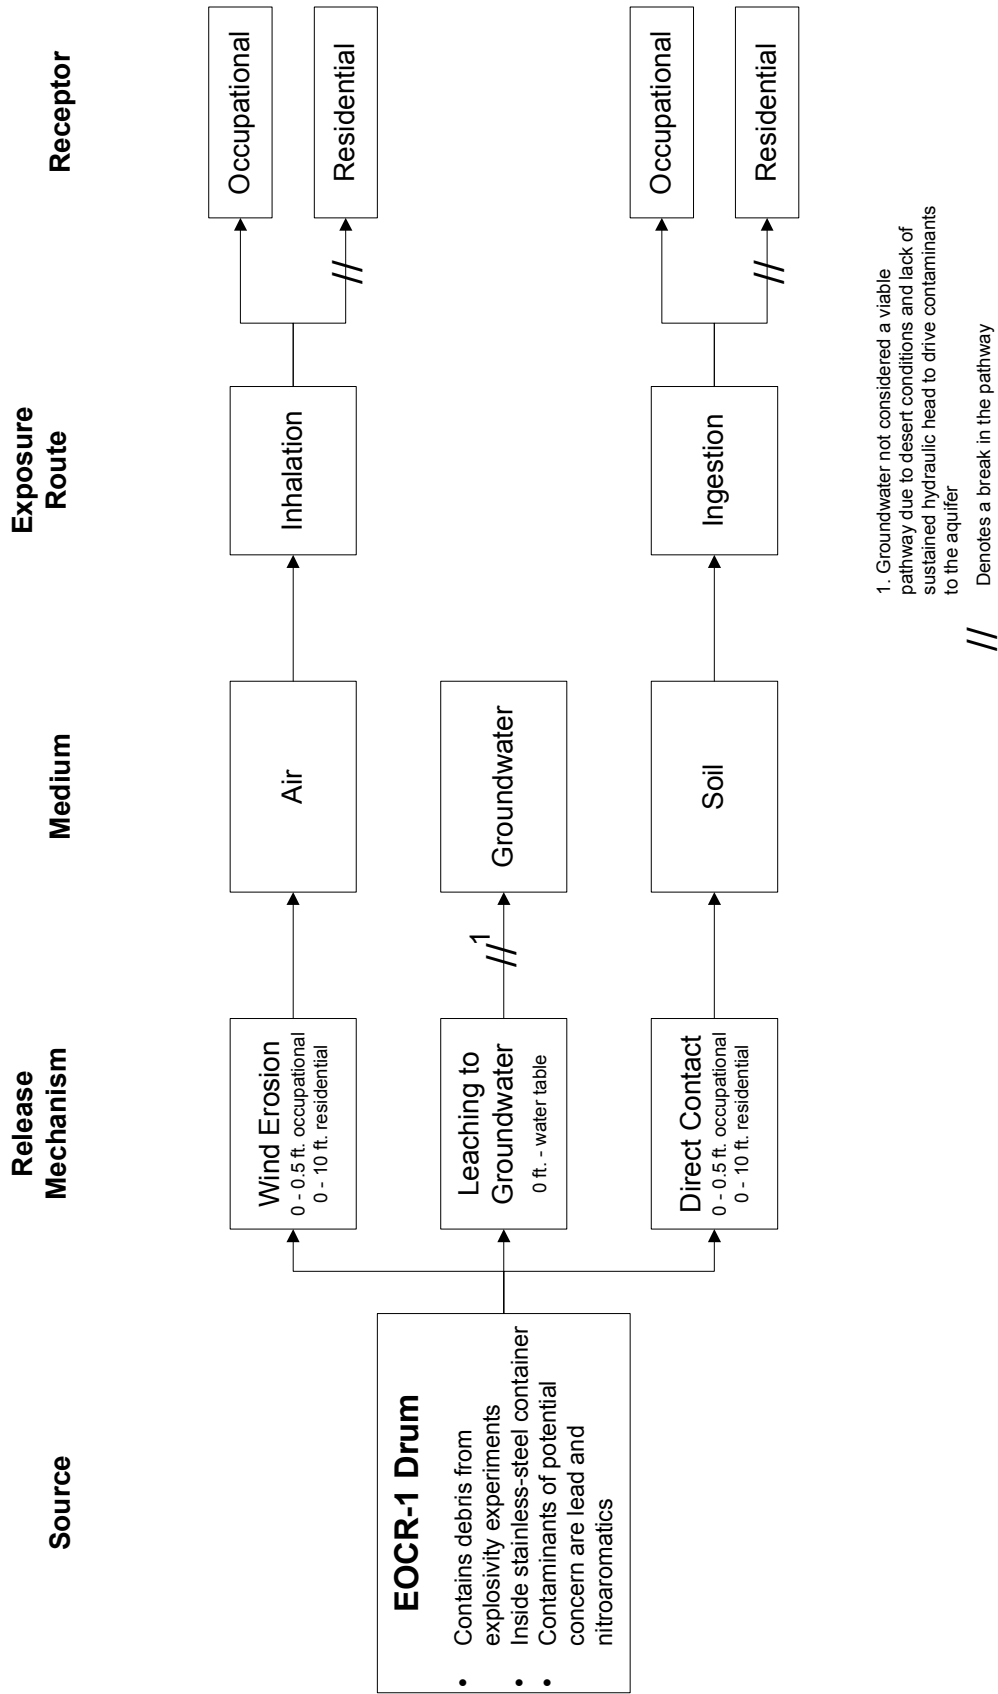 Source
Release
Mechanism
Medium
Exposure
Route
Receptor
EOCR-1 Drum
• Contains debris from
explosivity experiments
• Inside stainless-steel container
• Contaminants of potential
concern are lead and
nitroaromatics
Wind Erosion
0 - 0.5 ft. occupational
0 - 10 ft. residential
Air
Inhalation
Occupational
//
Residential
Leaching to
Groundwater
0 ft. - water table
//1
Groundwater
Direct Contact
0 - 0.5 ft. occupational
0 - 10 ft. residential
Soil
Ingestion
Occupational
//
Residential
1. Groundwater not considered a viable
pathway due to desert conditions and lack of
sustained hydraulic head to drive contaminants
to the aquifer
// Denotes a break in the pathway